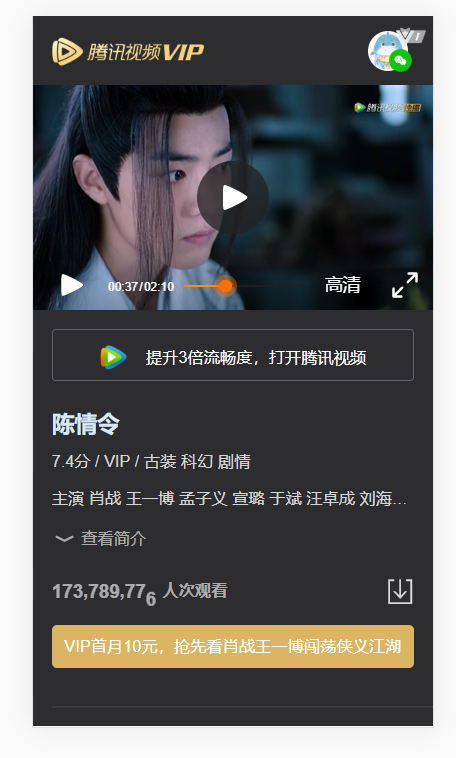 腾讯视频VIP
V 1
腾讯视频独播
00:37/02:10
高清
提升3倍流畅度，打开腾讯视频
陈情令
7.4分 / VIP / 古装 科幻 剧情
主演 肖战 王一博 孟子义 宣璐 于斌 汪卓成 刘海...
查看简介
173,789,776 人次观看
VIP首月10元，抢先看肖战王一博闯荡侠义江湖